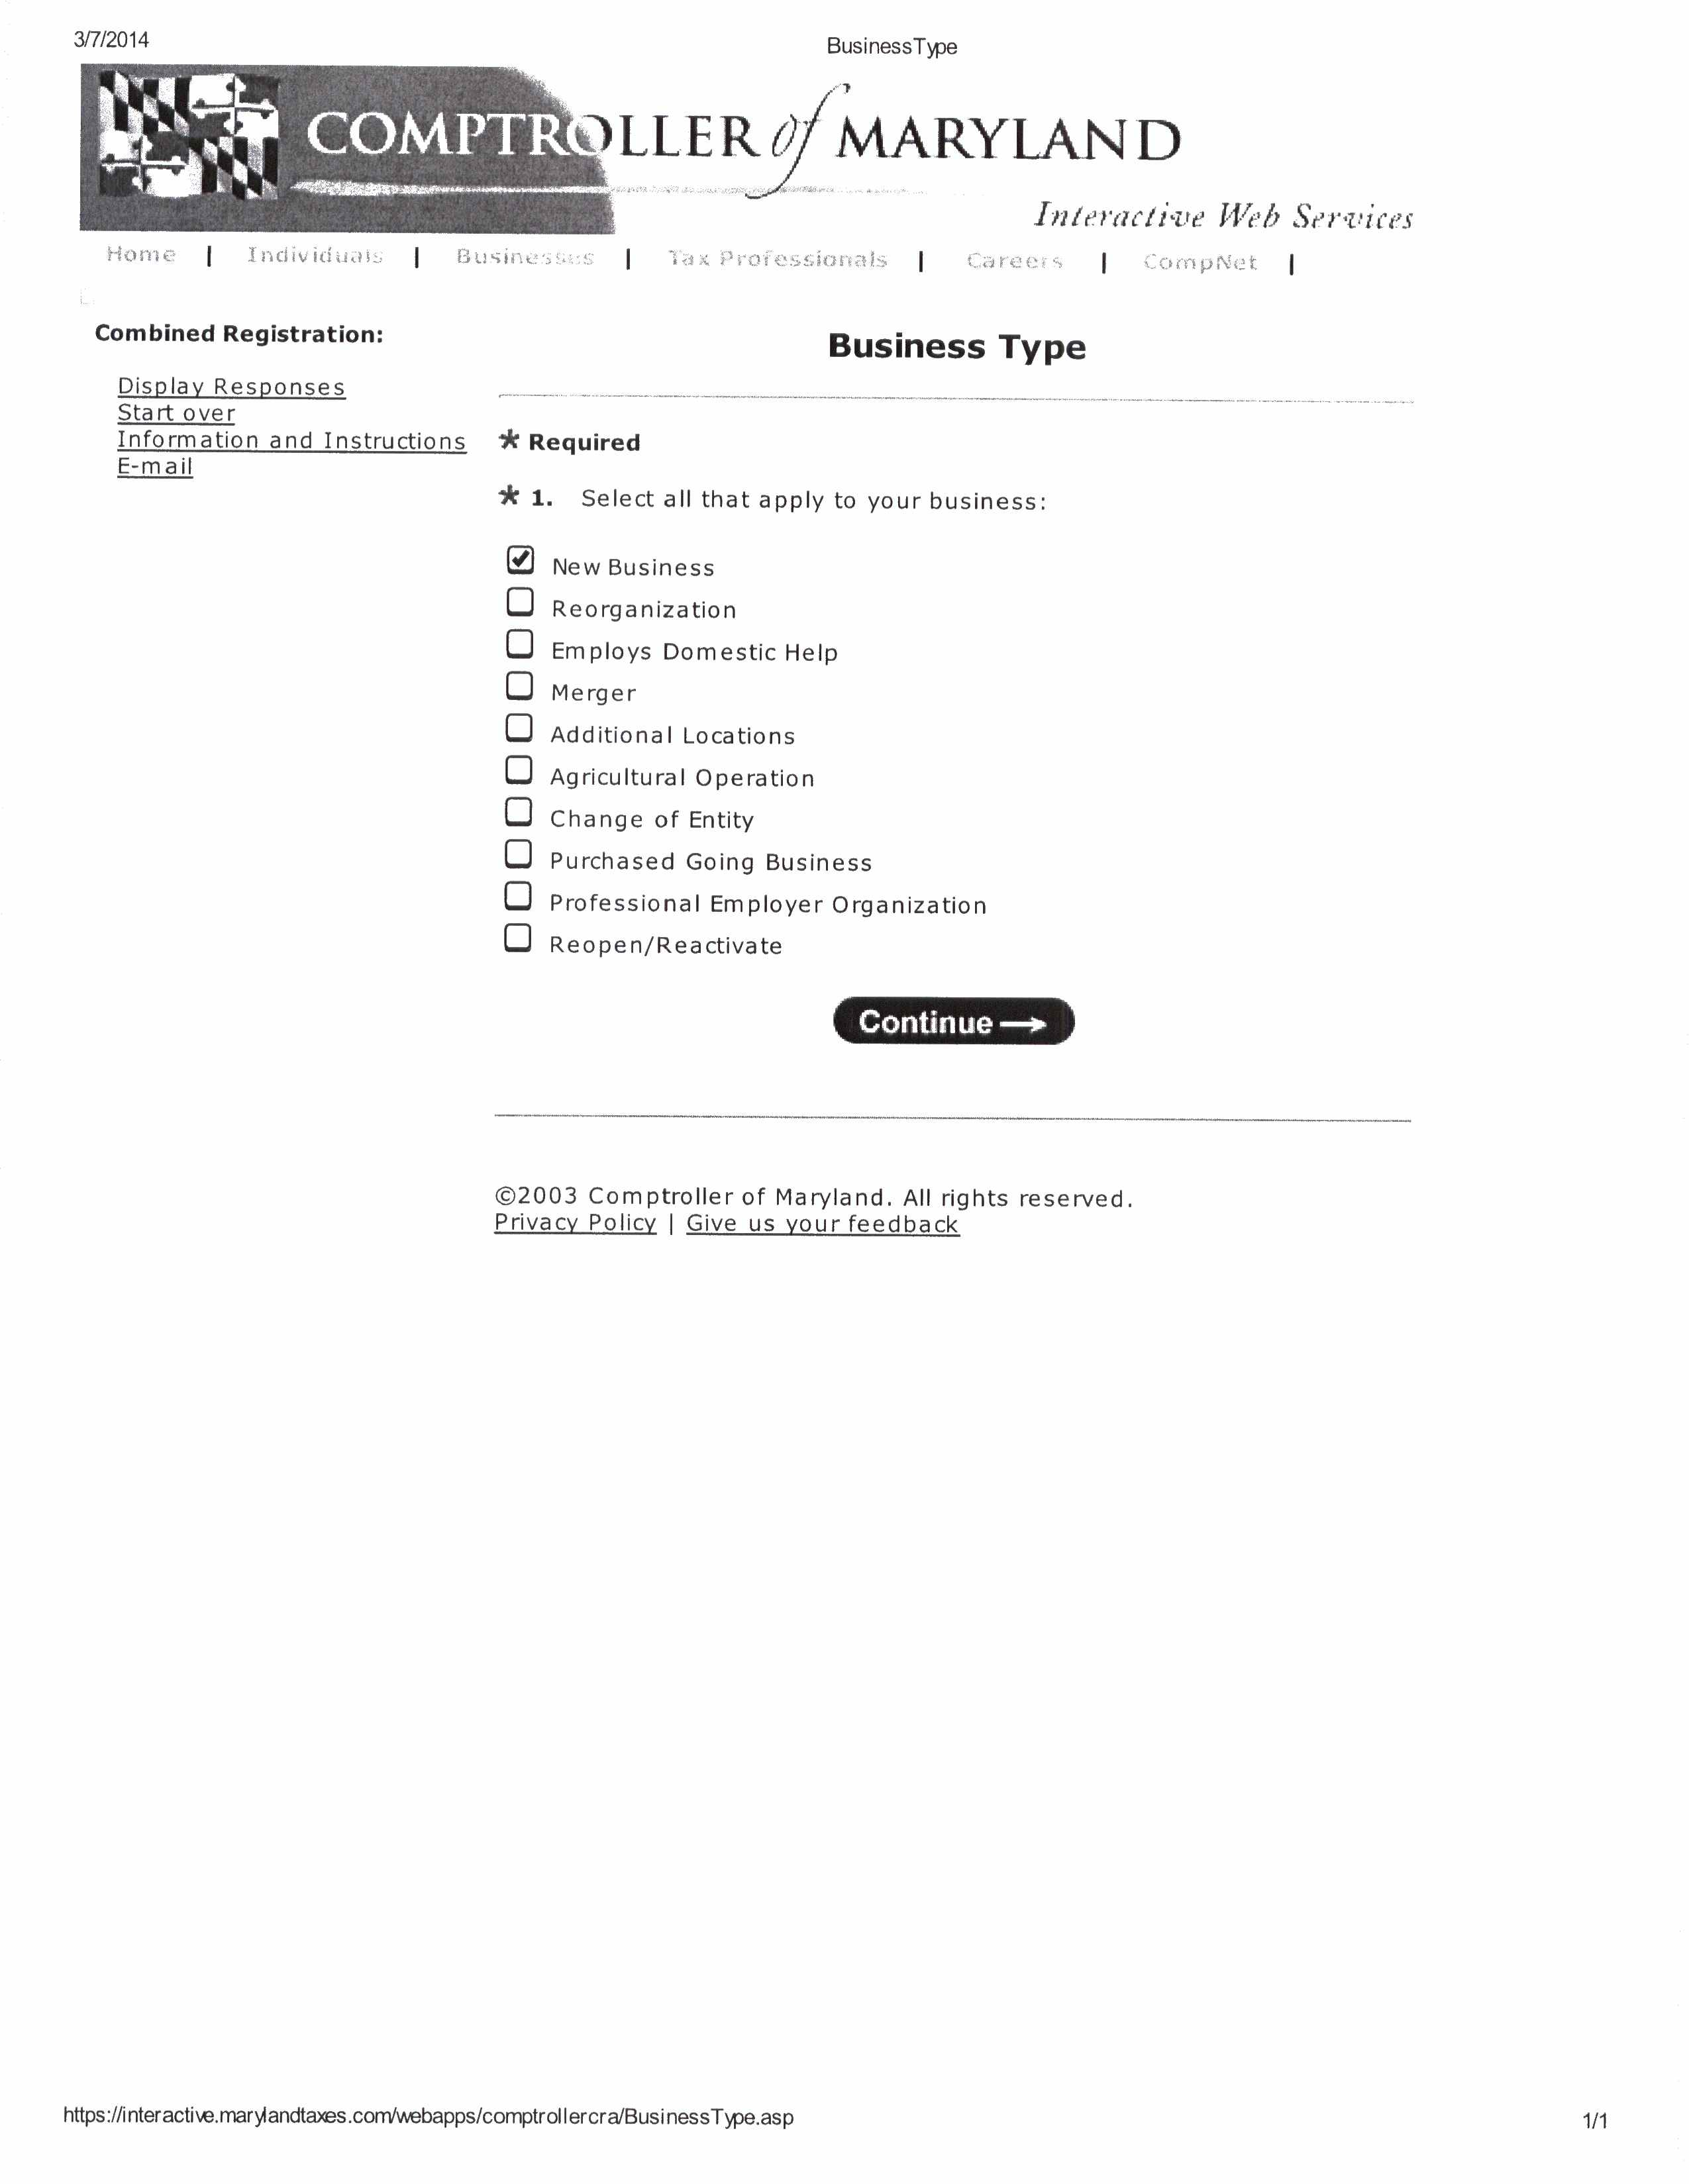 3/7/2014
BusinessType
COMPTROLLER of MARYLAND
Interactive Web Services
Home | Individuals | Businesses | Tax Professionals | Careers | CompNet |
Combined Registration:
Display Responses
Start over
Information and Instructions
E-mail
Business Type
* Required
* 1. Select all that apply to your business:
New Business
Reorganization
Employs Domestic Help
Merger
Additional Locations
Agricultural Operation
Change of Entity
Purchased Going Business
Professional Employer Organization
Reopen/Reactivate
Continue→
©2003 Comptroller of Maryland. All rights reserved.
Privacy Policy | Give us your feedback
https://interactive.marylandtaxes.com/webapps/comptrollercra/BusinessType.asp
1/1